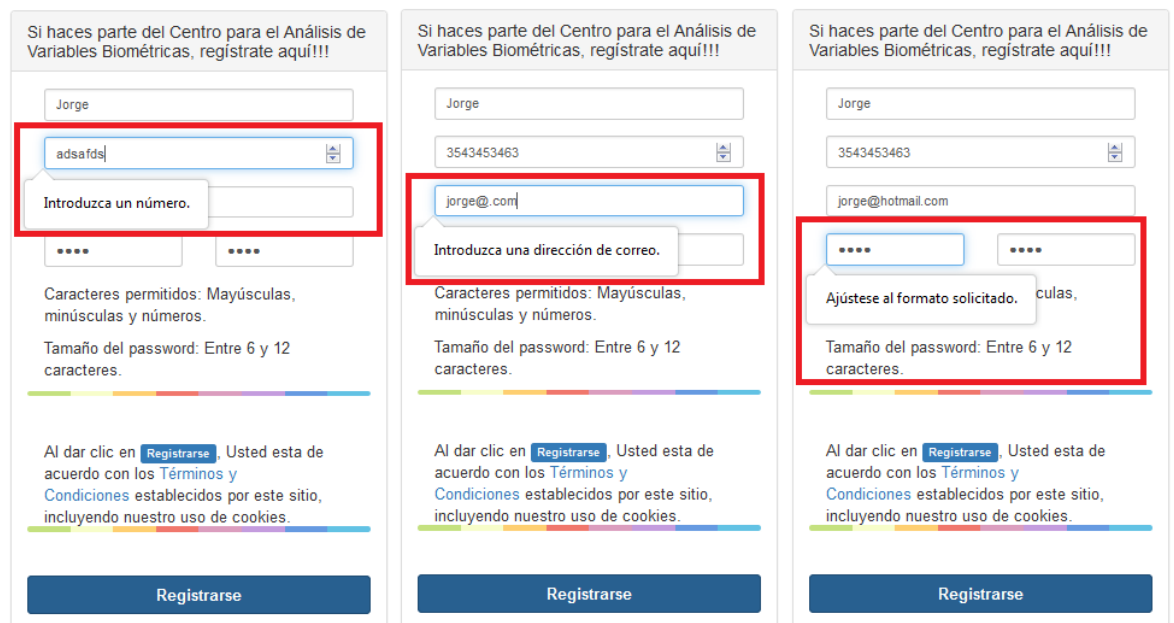 Si haces parte del Centro para el Análisis de
Variables Biométricas, regístrate aquí!!!
Jorge
adsafds
Introduzca un número.
••••
••••
Caracteres permitidos: Mayúsculas,
minúsculas y números.
Tamaño del password: Entre 6 y 12
caracteres.
Al dar clic en Registrarse , Usted esta de
acuerdo con los Términos y
Condiciones establecidos por este sitio,
incluyendo nuestro uso de cookies.
Registrarse
Si haces parte del Centro para el Análisis de
Variables Biométricas, regístrate aquí!!!
Jorge
3543453463
jorge@.com
Introduzca una dirección de correo.
Caracteres permitidos: Mayúsculas,
minúsculas y números.
Tamaño del password: Entre 6 y 12
caracteres.
Al dar clic en Registrarse , Usted esta de
acuerdo con los Términos y
Condiciones establecidos por este sitio,
incluyendo nuestro uso de cookies.
Registrarse
Si haces parte del Centro para el Análisis de
Variables Biométricas, regístrate aquí!!!
Jorge
3543453463
jorge@hotmail.com
••••
••••
Ajústese al formato solicitado.
culas,
Tamaño del password: Entre 6 y 12
caracteres.
Al dar clic en Registrarse , Usted esta de
acuerdo con los Términos y
Condiciones establecidos por este sitio,
incluyendo nuestro uso de cookies.
Registrarse